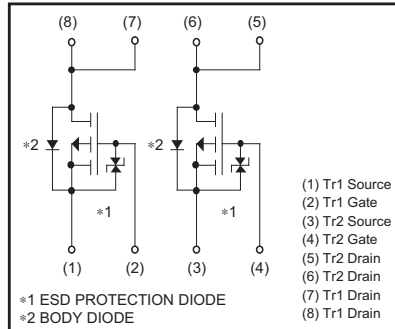 (8) (7) (6) (5)
∗2 ∗2
∗1 ∗1
(1) (2) (3) (4)
(1) Tr1 Source
(2) Tr1 Gate
(3) Tr2 Source
(4) Tr2 Gate
(5) Tr2 Drain
(6) Tr2 Drain
(7) Tr1 Drain
(8) Tr1 Drain
∗1 ESD PROTECTION DIODE
∗2 BODY DIODE